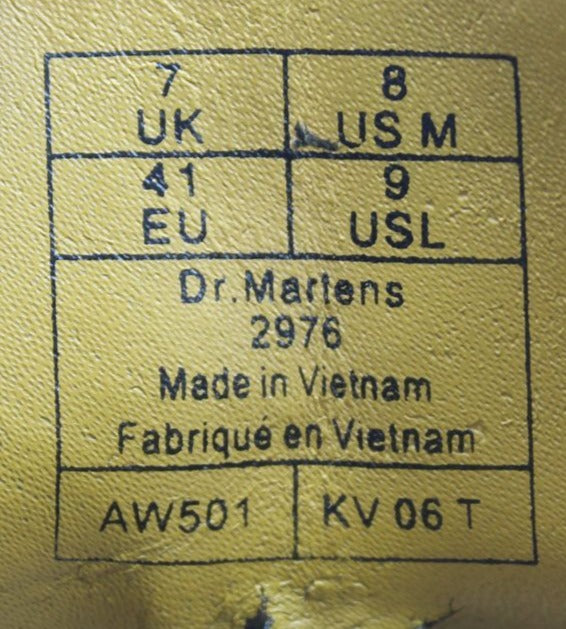 7
UK
8
US M
41
EU
9
USL
Dr.Martens
2976
Made in Vietnam
Fabriqué en Vietnam
AW501
KV 06 T